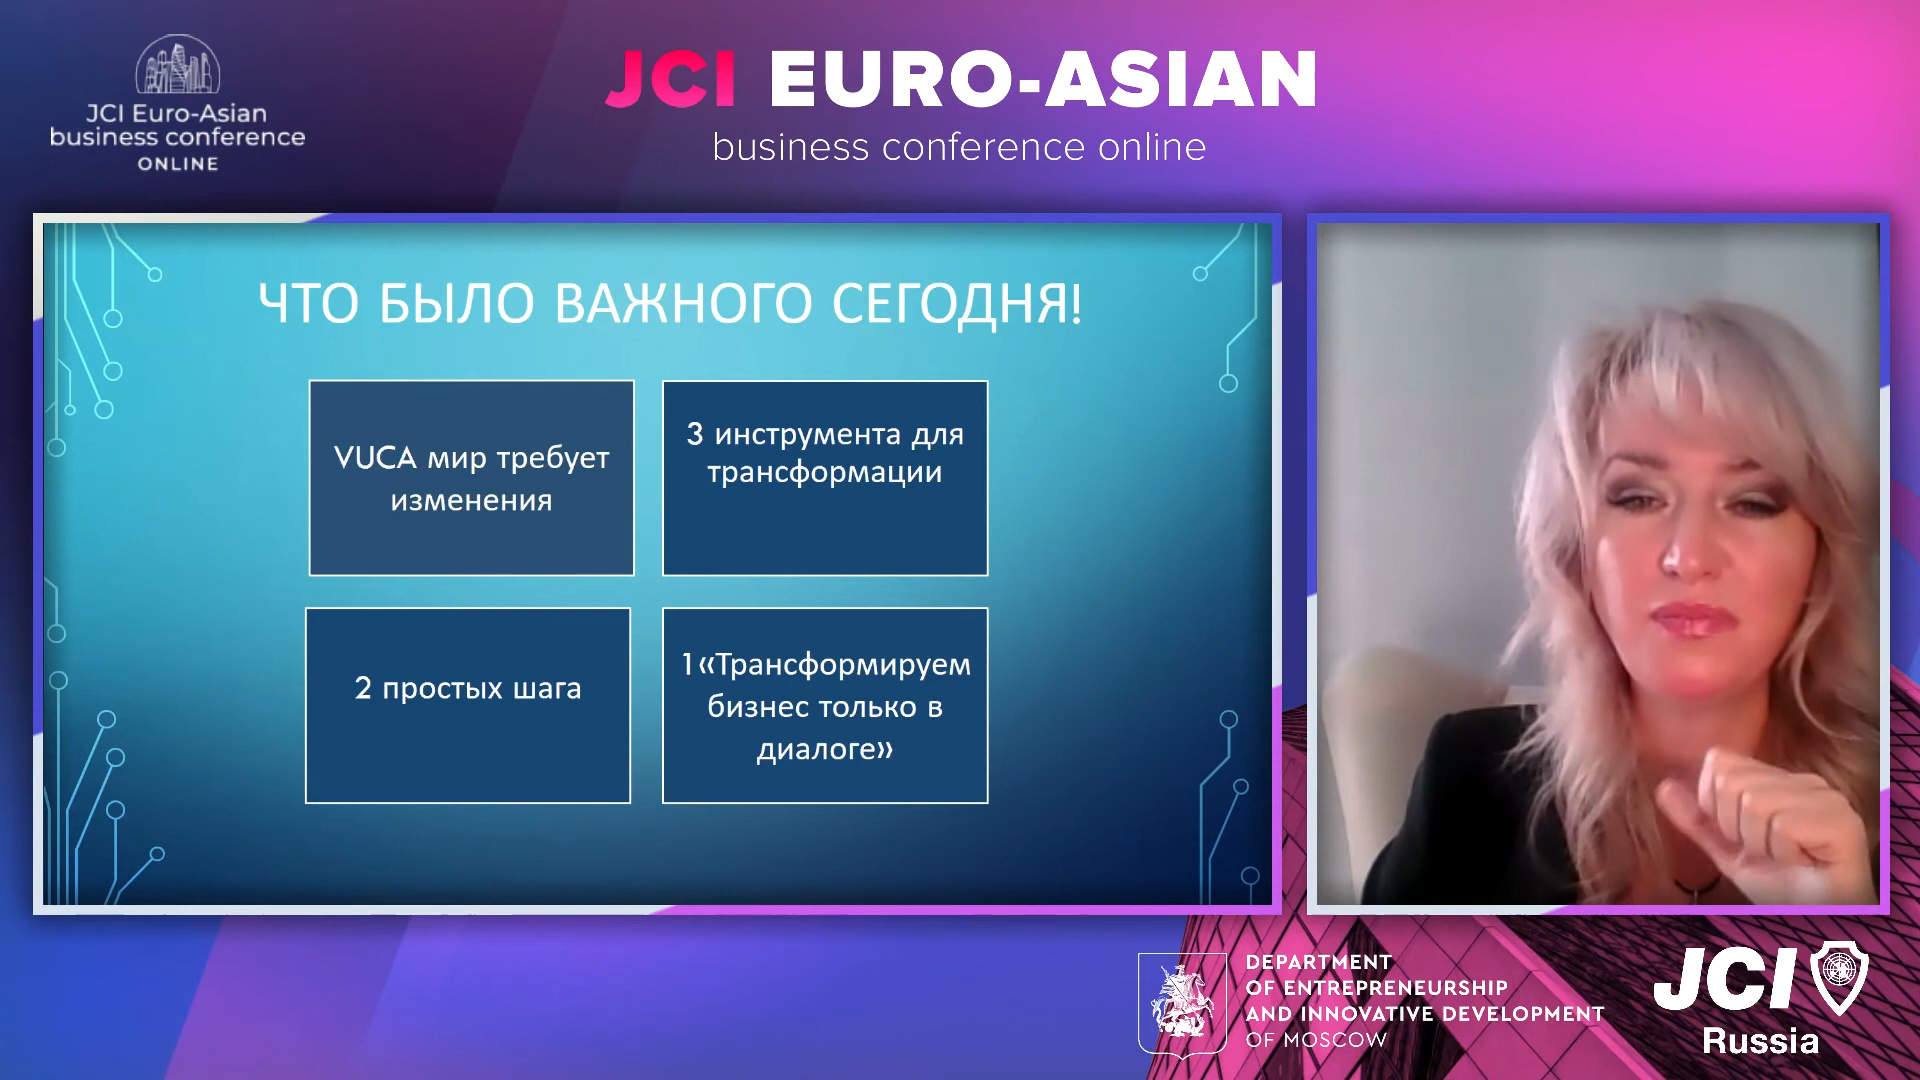 JCI Euro-Asian
business conference
ONLINE
JCI EURO-ASIAN
business conference online
ЧТО БЫЛО ВАЖНОГО СЕГОДНЯ!
VUCA мир требует
изменения
3 инструмента для
трансформации
2 простых шага
1«Трансформируем
бизнес только в
диалоге»
DEPARTMENT
OF ENTREPRENEURSHIP
AND INNOVATIVE DEVELOPMENT
OF MOSCOW
JCI
Russia